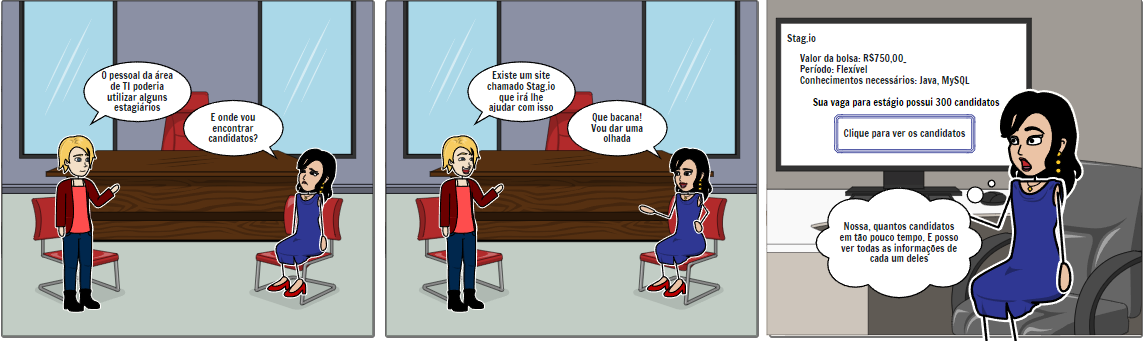 O pessoal da área
de TI poderia
utilizar alguns
estagiários
E onde vou
encontrar
candidatos?
Existe um site
chamado Stag.io
que irá lhe
ajudar com isso
Que bacana!
Vou dar uma
olhada
Stag.io
Valor da bolsa: R$750,00_
Período: Flexível
Conhecimentos necessários: Java, MySQL
Sua vaga para estágio possui 300 candidatos
Clique para ver os candidatos
Nossa, quantos candidatos
em tão pouco tempo. E posso
ver todas as informações de
cada um deles